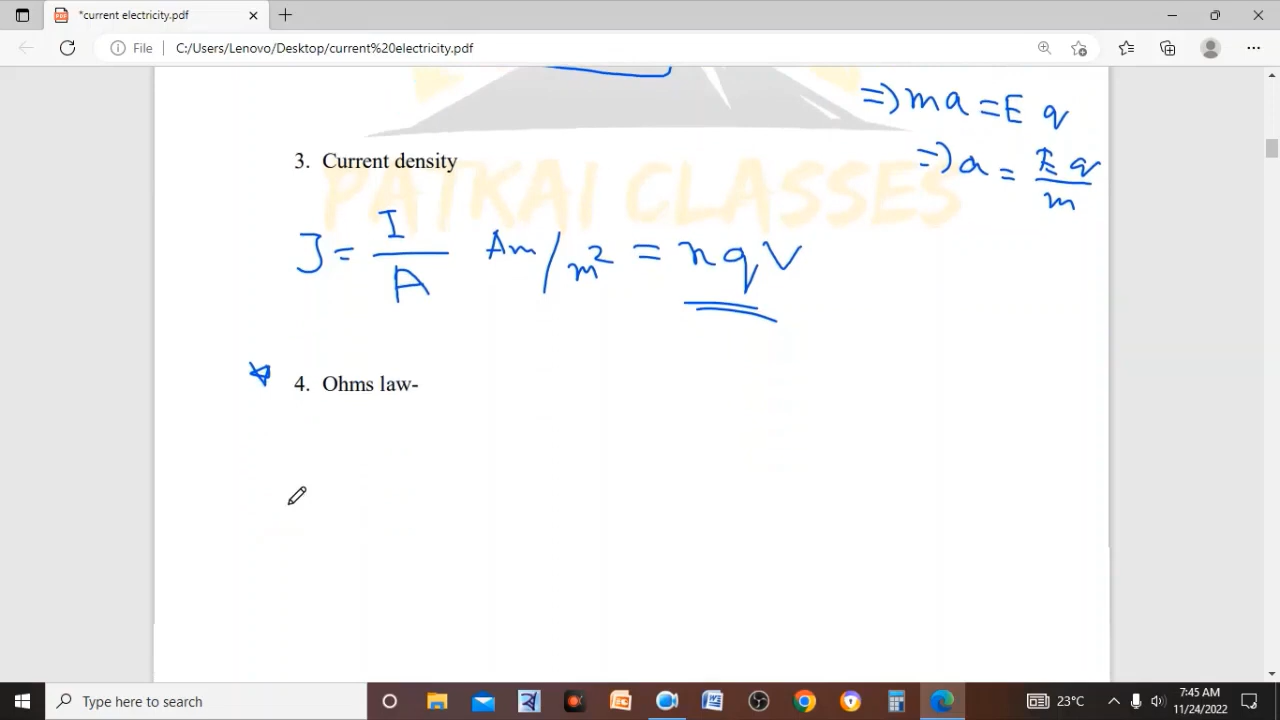 *current electricity.pdf
File
C:/Users/Lenovo/Desktop/current%20electricity.pdf
=> ma = E q
=> a = E q / m
3. Current density
PATKAI CLASSES
J = I / A Am/m² = nqV
4. Ohms law-
Type here to search
23°C
7:45 AM
11/24/2022